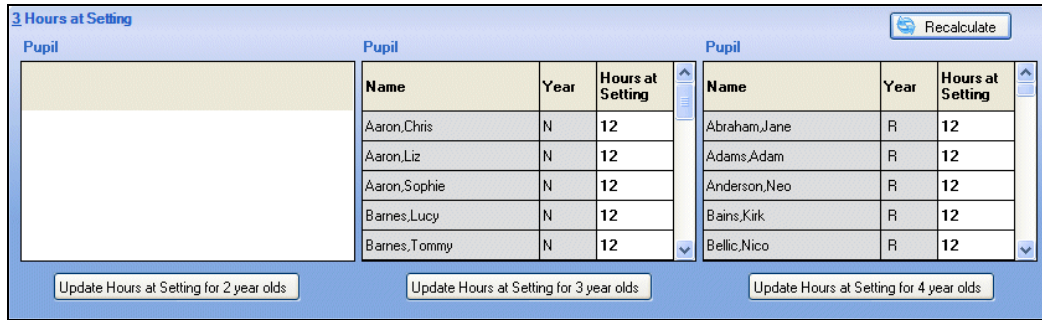 3 Hours at Setting
Recalculate
Pupil
Pupil
Pupil
Name Year Hours at Setting
Aaron,Chris N 12
Aaron,Liz N 12
Aaron,Sophie N 12
Barnes,Lucy N 12
Barnes,Tommy N 12
Name Year Hours at Setting
Abraham,Jane R 12
Adams,Adam R 12
Anderson,Neo R 12
Bains,Kirk R 12
Bellic,Nico R 12
Update Hours at Setting for 2 year olds
Update Hours at Setting for 3 year olds
Update Hours at Setting for 4 year olds